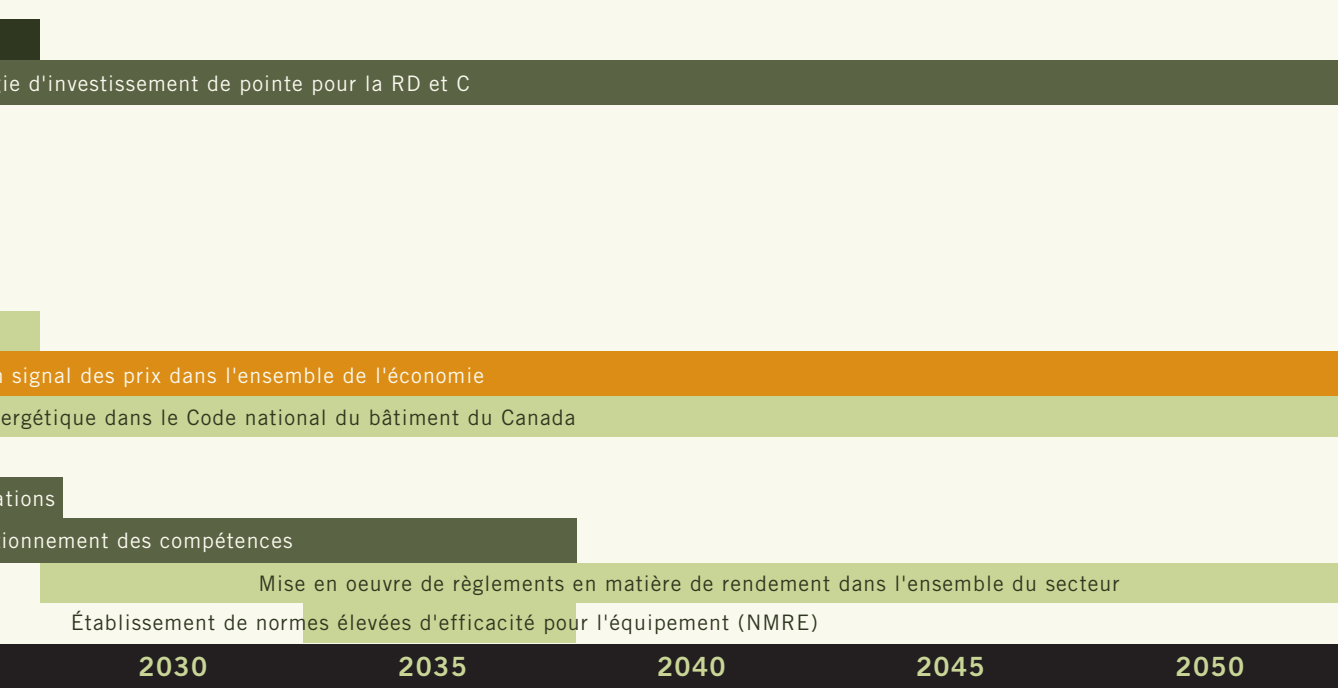 gie d'investissement de pointe pour la RD et C
signal des prix dans l'ensemble de l'économie
ergétique dans le Code national du bâtiment du Canada
ations
tionnement des compétences
Mise en oeuvre de règlements en matière de rendement dans l'ensemble du secteur
Établissement de normes élevées d'efficacité pour l'équipement (NMRE)
2030 2035 2040 2045 2050